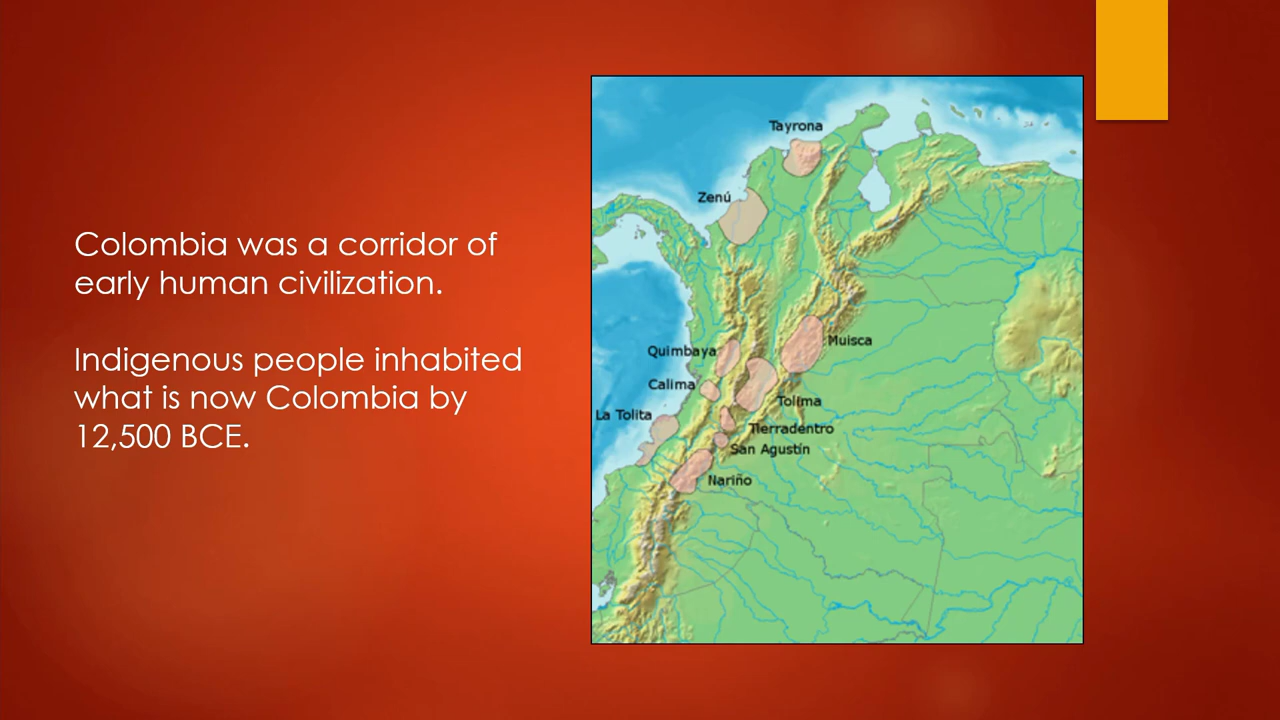 Colombia was a corridor of
early human civilization.
Indigenous people inhabited
what is now Colombia by
12,500 BCE.
Tayrona
Zenú
Muisca
Quimbaya
Calima
Tolima
La Tolita
Tierradentro
San Agustín
Nariño